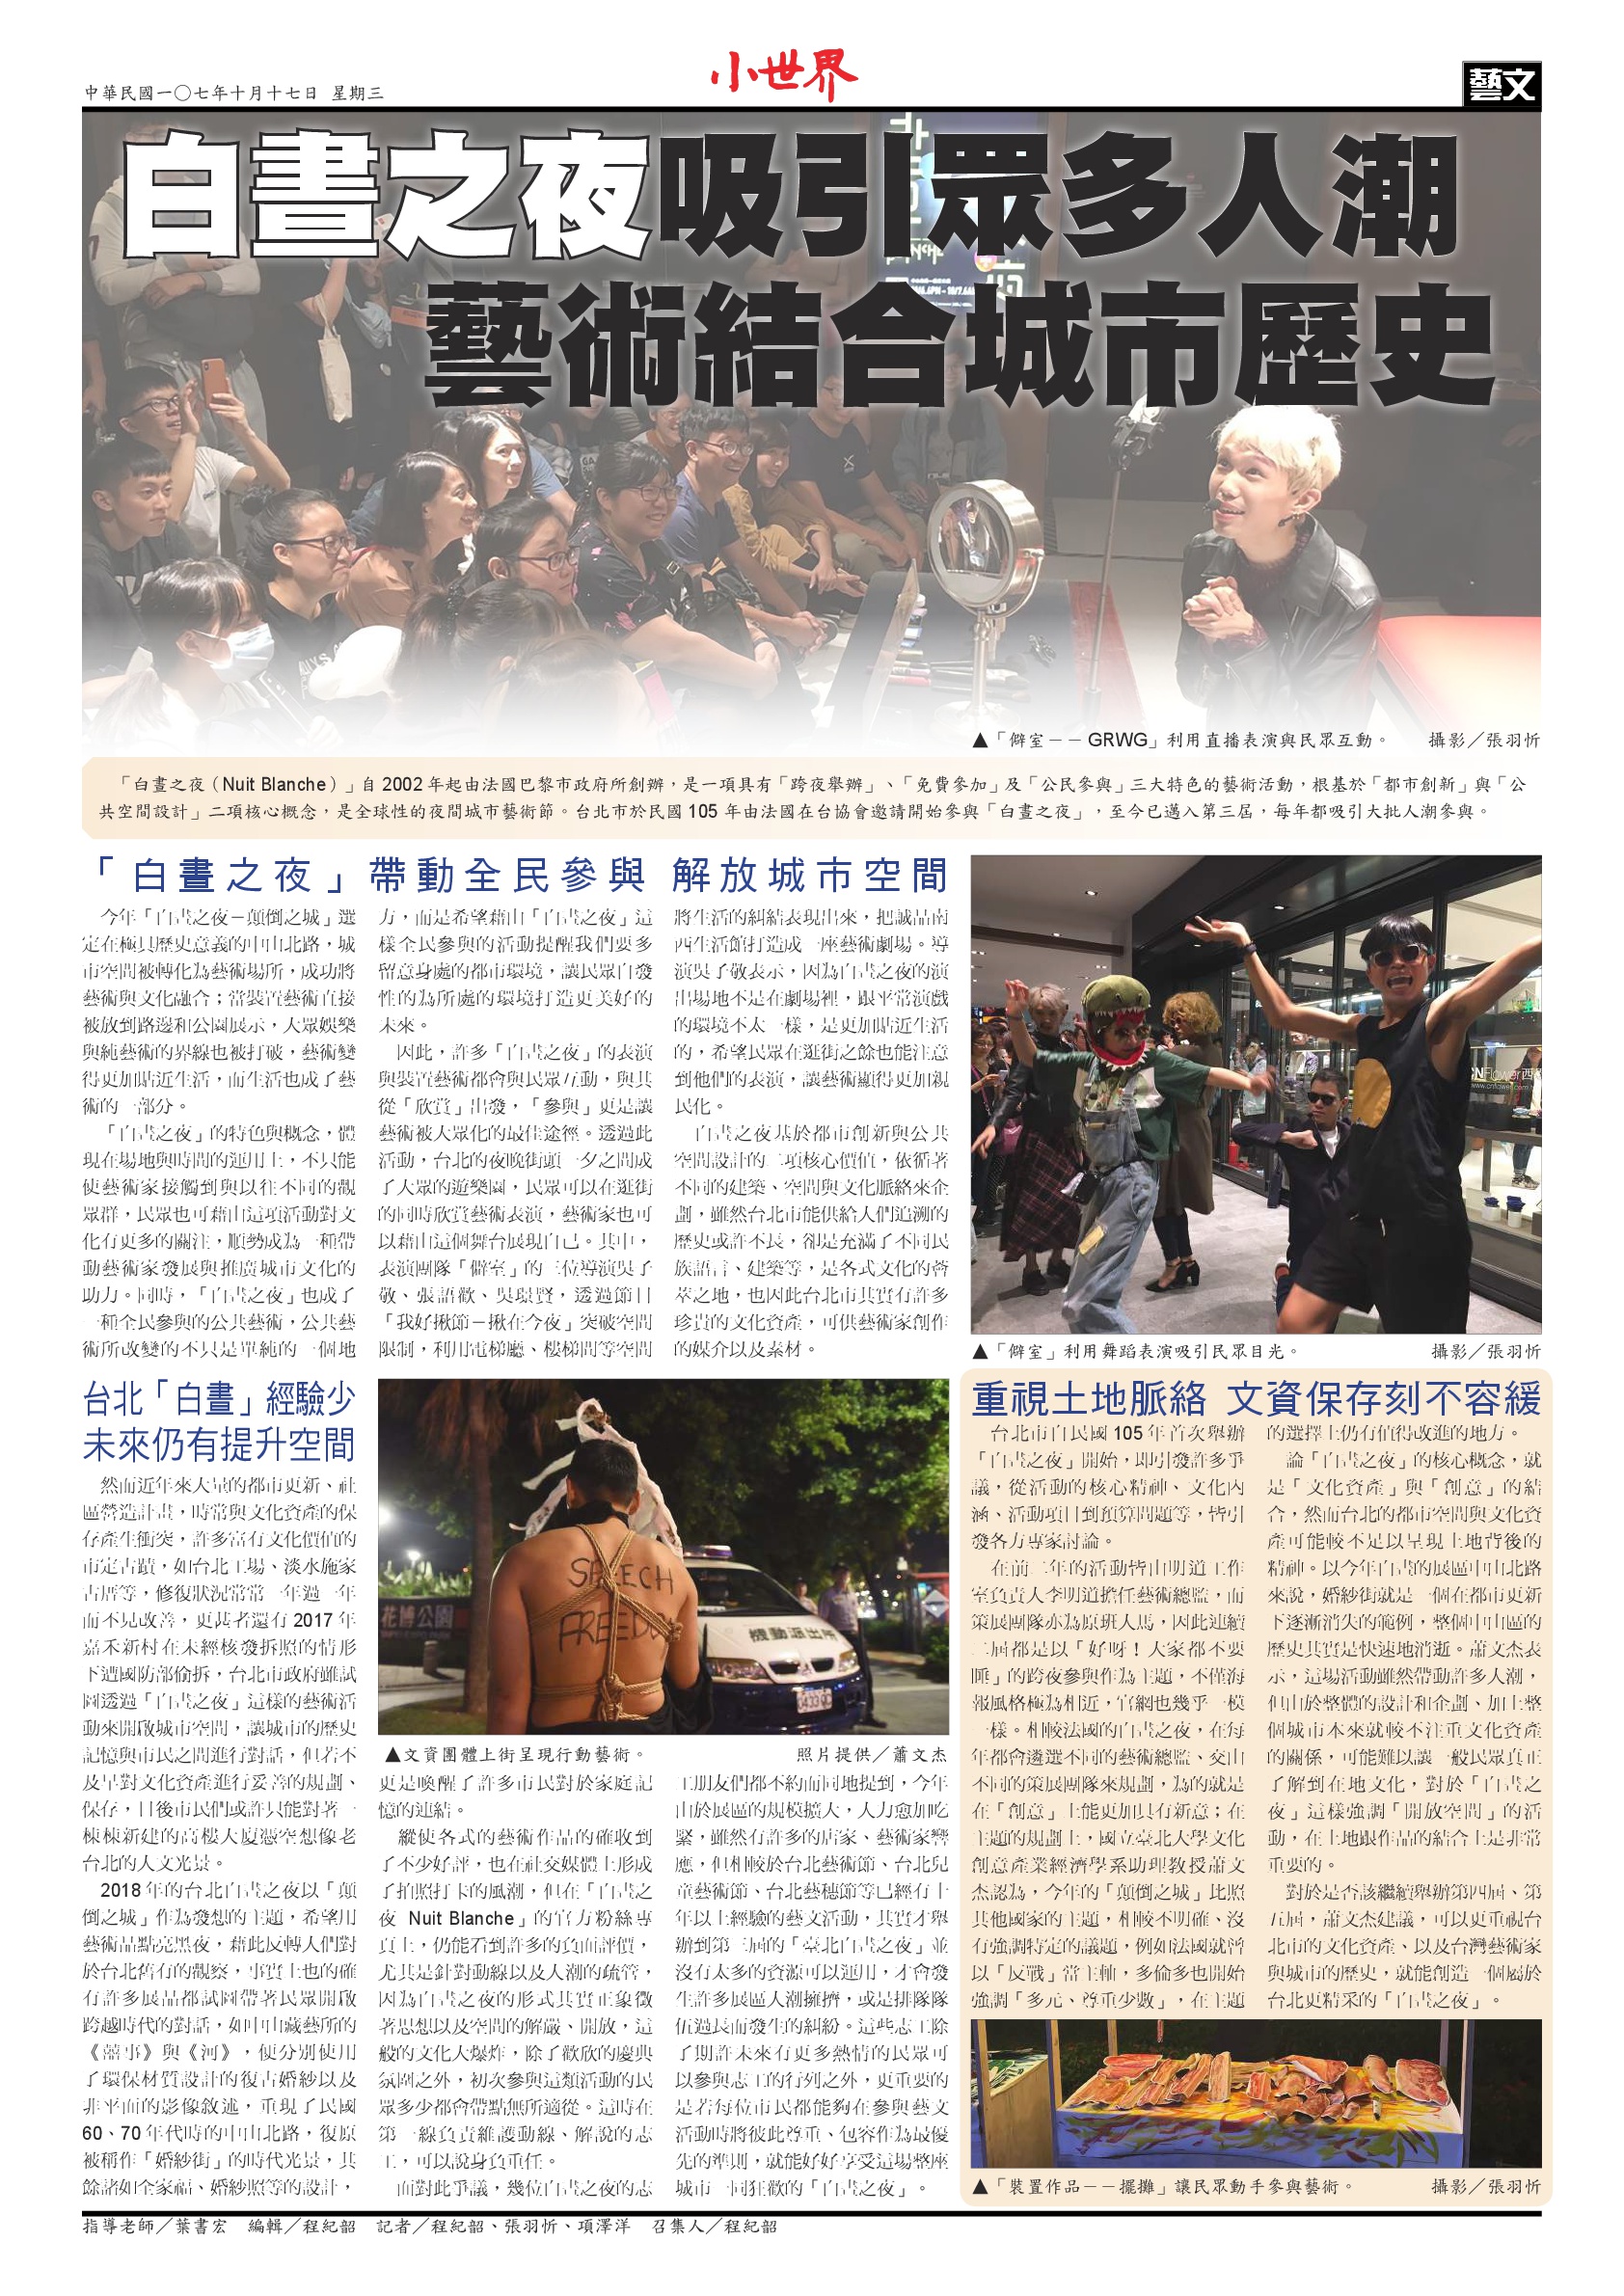 中華民國一〇七年十月十七日 星期三
小世界
藝文
白晝之夜吸引眾多人潮
藝術結合城市歷史
▲「僻室－－GRWG」利用直播表演與民眾互動。 攝影／張羽忻
「白晝之夜（Nuit Blanche）」自 2002 年起由法國巴黎市政府所創辦，是一項具有「跨夜舉辦」、「免費參加」及「公民參與」三大特色的藝術活動，根基於「都市創新」與「公
共空間設計」二項核心概念，是全球性的夜間城市藝術節。台北市於民國 105 年由法國在台協會邀請開始參與「白晝之夜」，至今已邁入第三屆，每年都吸引大批人潮參與。
「白晝之夜」帶動全民參與 解放城市空間
今年「白晝之夜－顛倒之城」選
定在極具歷史意義的中山北路，城
市空間被轉化為藝術場所，成功將
藝術與文化融合；當裝置藝術直接
被放到路邊和公園展示，大眾娛樂
與純藝術的界線也被打破，藝術變
得更加貼近生活，而生活也成了藝
術的一部分。
「白晝之夜」的特色與概念，體
現在場地與時間的運用上，不只能
使藝術家接觸到與以往不同的觀
眾群，民眾也可藉由這項活動對文
化有更多的關注，順勢成為一種帶
動藝術家發展與推廣城市文化的
助力。同時，「白晝之夜」也成了
一種全民參與的公共藝術，公共藝
術所改變的不只是單純的一個地
方，而是希望藉由「白晝之夜」這
樣全民參與的活動提醒我們要多
留意身處的都市環境，讓民眾自發
性的為所處的環境打造更美好的
未來。
因此，許多「白晝之夜」的表演
與裝置藝術都會與民眾互動，與其
從「欣賞」出發，「參與」更是讓
藝術被大眾化的最佳途徑。透過此
活動，台北的夜晚街頭一夕之間成
了大眾的遊樂園，民眾可以在逛街
的同時欣賞藝術表演，藝術家也可
以藉由這個舞台展現自己。其中，
表演團隊「僻室」的三位導演吳子
敬、張語歡、吳璟賢，透過節目
「我好揪節－揪在今夜」突破空間
限制，利用電梯廳、樓梯間等空間
將生活的糾結表現出來，把誠品南
西生活館打造成一座藝術劇場。導
演吳子敬表示，因為白晝之夜的演
出場地不是在劇場裡，跟平常演戲
的環境不太一樣，是更加貼近生活
的，希望民眾在逛街之餘也能注意
到他們的表演，讓藝術顯得更加親
民化。
白晝之夜基於都市創新與公共
空間設計的二項核心價值，依循著
不同的建築、空間與文化脈絡來企
劃，雖然台北市能供給人們追溯的
歷史或許不長，卻是充滿了不同民
族語言、建築等，是各式文化的薈
萃之地，也因此台北市其實有許多
珍貴的文化資產，可供藝術家創作
的媒介以及素材。
CNFlower西
www.cnflower.com
▲「僻室」利用舞蹈表演吸引民眾目光。 攝影／張羽忻
台北「白晝」經驗少
未來仍有提升空間
然而近年來大量的都市更新、社
區營造計畫，時常與文化資產的保
存產生衝突，許多富有文化價值的
市定古蹟，如台北工場、淡水施家
古厝等，修復狀況常常一年過一年
而不見改善，更甚者還有 2017 年
嘉禾新村在未經核發拆照的情形
下遭國防部偷拆，台北市政府雖試
圖透過「白晝之夜」這樣的藝術活
動來開啟城市空間，讓城市的歷史
記憶與市民之間進行對話，但若不
及早對文化資產進行妥善的規劃、
保存，日後市民們或許只能對著一
棟棟新建的高樓大廈憑空想像老
台北的人文光景。
2018 年的台北白晝之夜以「顛
倒之城」作為發想的主題，希望用
藝術品點亮黑夜，藉此反轉人們對
於台北舊有的觀察，事實上也的確
有許多展品都試圖帶著民眾開啟
跨越時代的對話，如中山藏藝所的
《囍事》與《河》，便分別使用
了環保材質設計的復古婚紗以及
非平面的影像敘述，重現了民國
60、70 年代時的中山北路，復原
被稱作「婚紗街」的時代光景，其
餘諸如全家福、婚紗照等的設計，
SPEECH
FREEDOM
花博公園
機動派出所
▲文資團體上街呈現行動藝術。 照片提供／蕭文杰
更是喚醒了許多市民對於家庭記
憶的連結。
縱使各式的藝術作品的確收到
了不少好評，也在社交媒體上形成
了拍照打卡的風潮，但在「白晝之
夜 Nuit Blanche」的官方粉絲專
頁上，仍能看到許多的負面評價，
尤其是針對動線以及人潮的疏管，
因為白晝之夜的形式其實正象徵
著思想以及空間的解嚴、開放，這
般的文化大爆炸，除了歡欣的慶典
氛圍之外，初次參與這類活動的民
眾多少都會帶點無所適從。這時在
第一線負責維護動線、解說的志
工，可以說身負重任。
面對此爭議，幾位白晝之夜的志
工朋友們都不約而同地提到，今年
由於展區的規模擴大，人力愈加吃
緊，雖然有許多的店家、藝術家響
應，但相較於台北藝術節、台北兒
童藝術節、台北藝穗節等已經有十
年以上經驗的藝文活動，其實才舉
辦到第三屆的「臺北白晝之夜」並
沒有太多的資源可以運用，才會發
生許多展區人潮擁擠，或是排隊隊
伍過長而發生的糾紛。這些志工除
了期許未來有更多熱情的民眾可
以參與志工的行列之外，更重要的
是若每位市民都能夠在參與藝文
活動時將彼此尊重、包容作為最優
先的準則，就能好好享受這場整座
城市一同狂歡的「白晝之夜」。
重視土地脈絡 文資保存刻不容緩
台北市自民國 105 年首次舉辦
「白晝之夜」開始，即引發許多爭
議，從活動的核心精神、文化內
涵、活動項目到預算問題等，皆引
發各方專家討論。
在前二年的活動皆由明道工作
室負責人李明道擔任藝術總監，而
策展團隊亦為原班人馬，因此連續
二屆都是以「好呀！大家都不要
睡」的跨夜參與作為主題，不僅海
報風格極為相近，官網也幾乎一模
一樣。相較法國的白晝之夜，在每
年都會遴選不同的藝術總監、交由
不同的策展團隊來規劃，為的就是
在「創意」上能更加具有新意；在
主題的規劃上，國立臺北大學文化
創意產業經濟學系助理教授蕭文
杰認為，今年的「顛倒之城」比照
其他國家的主題，相較不明確、沒
有強調特定的議題，例如法國就曾
以「反戰」當主軸，多倫多也開始
強調「多元、尊重少數」，在主題
的選擇上仍有值得改進的地方。
論「白晝之夜」的核心概念，就
是「文化資產」與「創意」的結
合，然而台北的都市空間與文化資
產可能較不足以呈現土地背後的
精神。以今年白晝的展區中山北路
來說，婚紗街就是一個在都市更新
下逐漸消失的範例，整個中山區的
歷史其實是快速地消逝。蕭文杰表
示，這場活動雖然帶動許多人潮，
但由於整體的設計和企劃、加上整
個城市本來就較不注重文化資產
的關係，可能難以讓一般民眾真正
了解到在地文化，對於「白晝之
夜」這樣強調「開放空間」的活
動，在土地跟作品的結合上是非常
重要的。
對於是否該繼續舉辦第四屆、第
五屆，蕭文杰建議，可以更重視台
北市的文化資產、以及台灣藝術家
與城市的歷史，就能創造一個屬於
台北更精采的「白晝之夜」。
▲「裝置作品－－擺攤」讓民眾動手參與藝術。 攝影／張羽忻
指導老師／葉書宏 編輯／程紀韶 記者／程紀韶、張羽忻、項澤洋 召集人／程紀韶